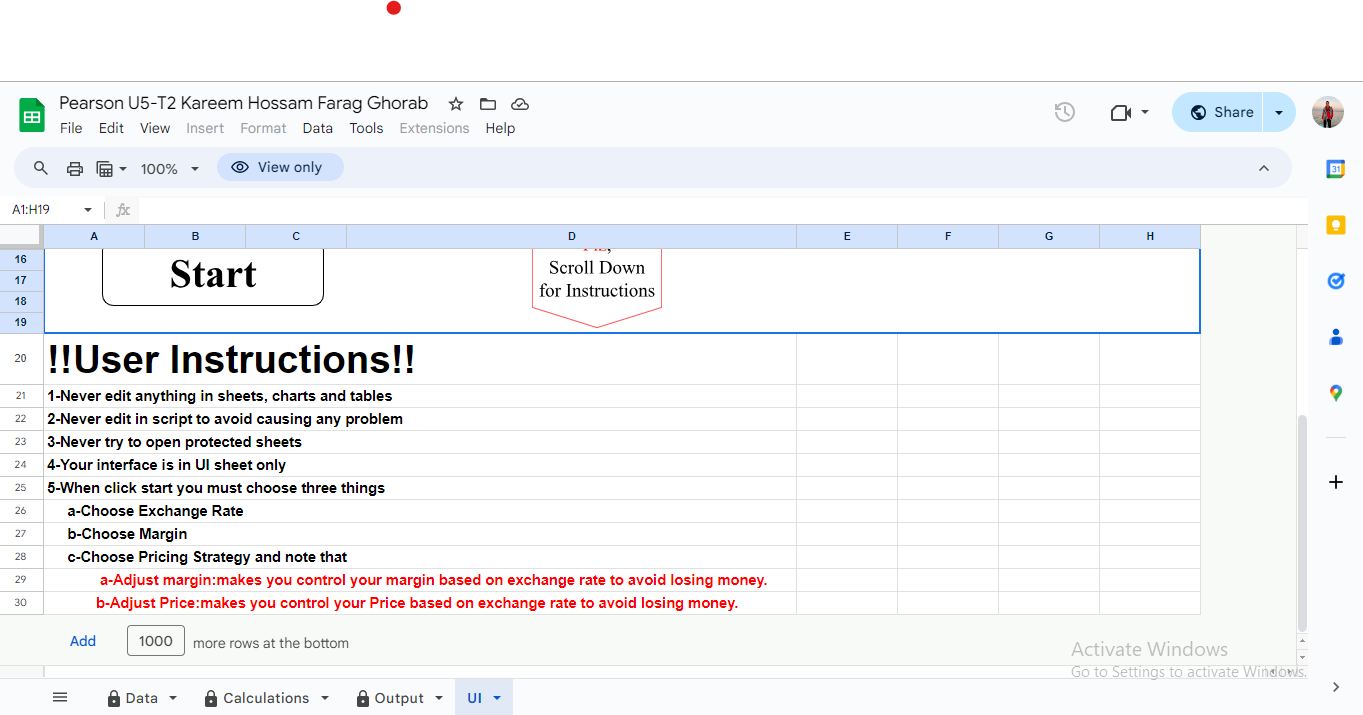 Pearson U5-T2 Kareem Hossam Farag Ghorab
File Edit View Insert Format Data Tools Extensions Help
Share
100% View only
31
A1:H19 fx
A B C D E F G H
16
17
18
19
Start
Scroll Down
for Instructions
20 !!User Instructions!!
21 1-Never edit anything in sheets, charts and tables
22 2-Never edit in script to avoid causing any problem
23 3-Never try to open protected sheets
24 4-Your interface is in UI sheet only
25 5-When click start you must choose three things
26 a-Choose Exchange Rate
27 b-Choose Margin
28 c-Choose Pricing Strategy and note that
29 a-Adjust margin:makes you control your margin based on exchange rate to avoid losing money.
30 b-Adjust Price:makes you control your Price based on exchange rate to avoid losing money.
Add 1000 more rows at the bottom
Activate Windows
Go to Settings to activate Windows.
Data Calculations Output UI